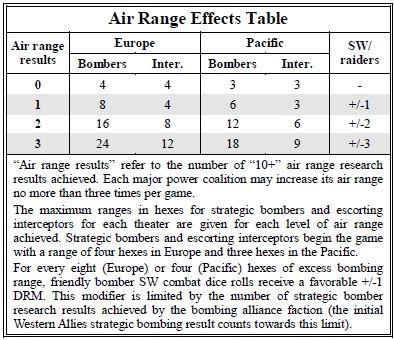 Air Range Effects Table
Air range Europe Pacific SW/
results Bombers Inter. Bombers Inter. raiders
0 4 4 3 3 -
1 8 4 6 3 +/-1
2 16 8 12 6 +/-2
3 24 12 18 9 +/-3
“Air range results” refer to the number of “10+” air range research
results achieved. Each major power coalition may increase its air range
no more than three times per game.
The maximum ranges in hexes for strategic bombers and escorting
interceptors for each theater are given for each level of air range
achieved. Strategic bombers and escorting interceptors begin the game
with a range of four hexes in Europe and three hexes in the Pacific.
For every eight (Europe) or four (Pacific) hexes of excess bombing
range, friendly bomber SW combat dice rolls receive a favorable +/-1
DRM. This modifier is limited by the number of strategic bomber
research results achieved by the bombing alliance faction (the initial
Western Allies strategic bombing result counts towards this limit).